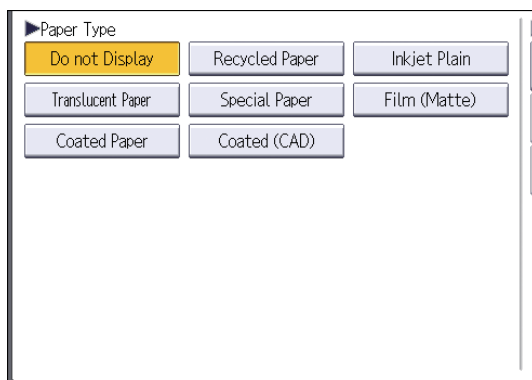 ▶Paper Type
Do not Display Recycled Paper Inkjet Plain
Translucent Paper Special Paper Film (Matte)
Coated Paper Coated (CAD)